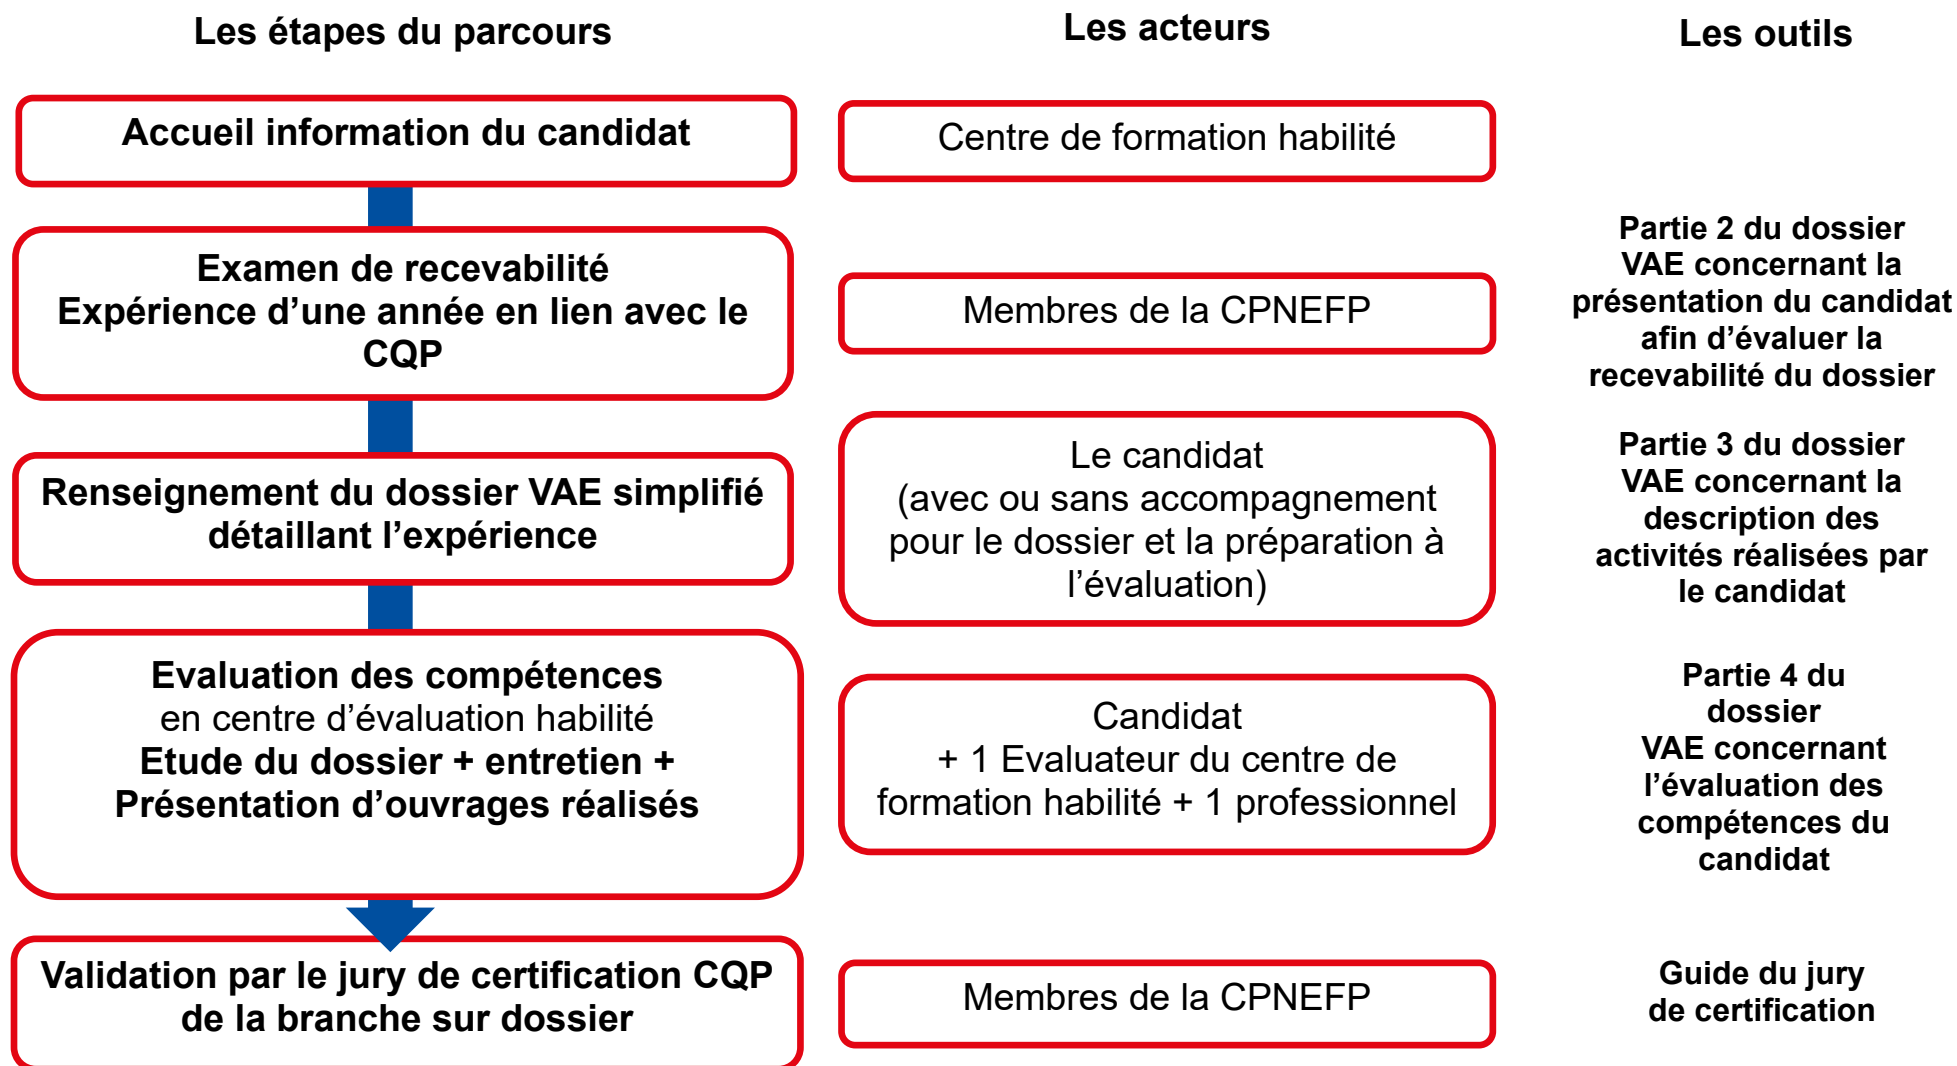 Les étapes du parcours
Les acteurs
Les outils
Accueil information du candidat
Centre de formation habilité
Examen de recevabilité
Expérience d’une année en lien avec le
CQP
Membres de la CPNEFP
Partie 2 du dossier
VAE concernant la
présentation du candidat
afin d’évaluer la
recevabilité du dossier
Renseignement du dossier VAE simplifié
détaillant l’expérience
Le candidat
(avec ou sans accompagnement
pour le dossier et la préparation à
l’évaluation)
Partie 3 du dossier
VAE concernant la
description des
activités réalisées par
le candidat
Evaluation des compétences
en centre d’évaluation habilité
Etude du dossier + entretien +
Présentation d’ouvrages réalisés
Candidat
+ 1 Evaluateur du centre de
formation habilité + 1 professionnel
Partie 4 du
dossier
VAE concernant
l’évaluation des
compétences du
candidat
Validation par le jury de certification CQP
de la branche sur dossier
Membres de la CPNEFP
Guide du jury
de certification